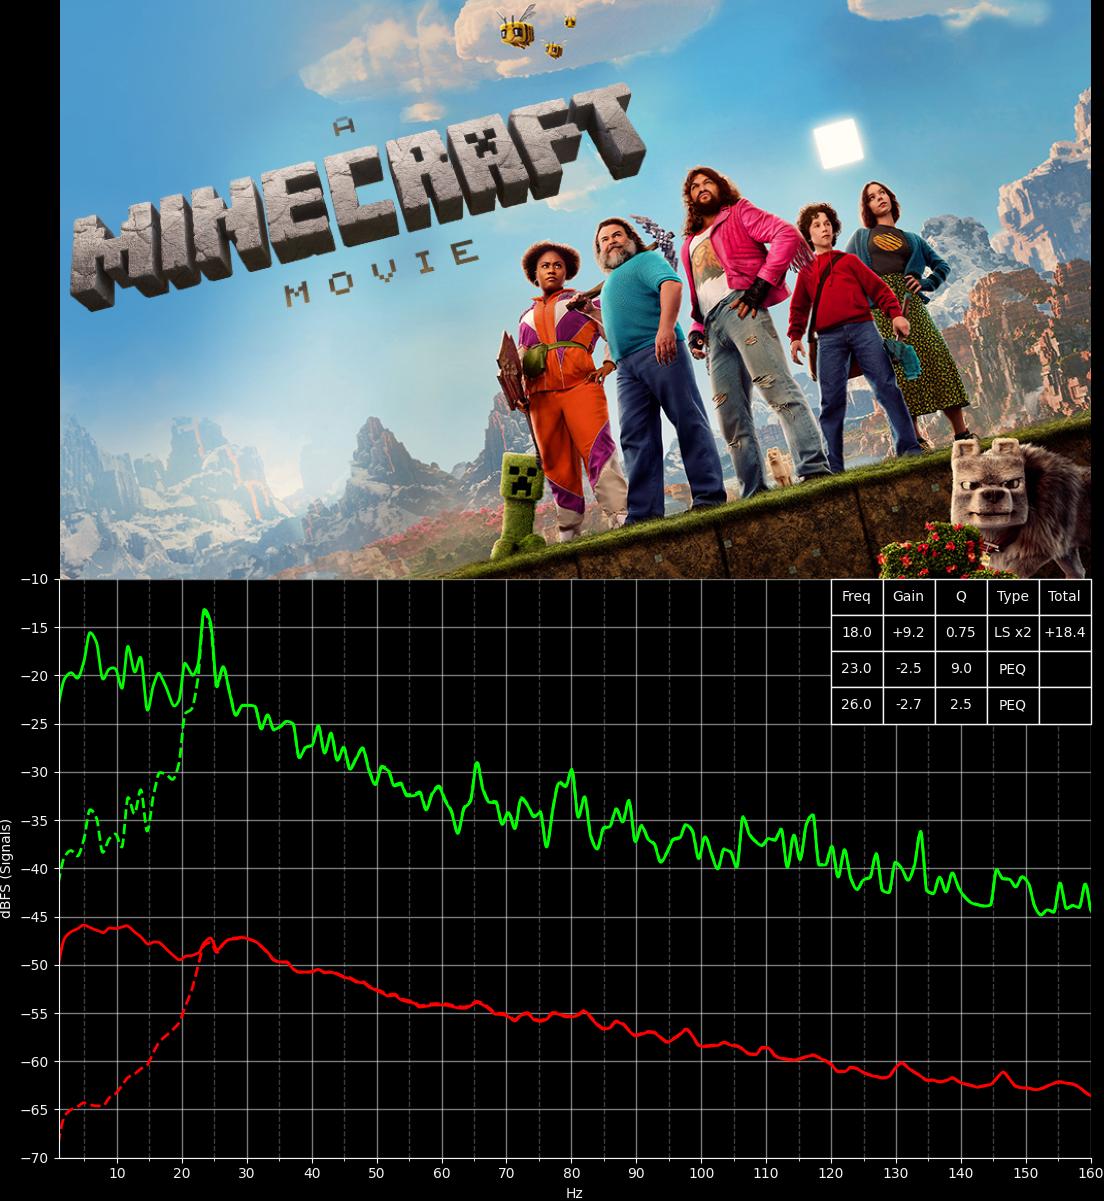 A
MINECRAFT
MOVIE
Freq Gain Q Type Total
18.0 +9.2 0.75 LS x2 +18.4
23.0 -2.5 9.0 PEQ
26.0 -2.7 2.5 PEQ
−10
−15
−20
−25
−30
−35
−40
−45
−50
−55
−60
−65
−70
dBFS (Signals)
10 20 30 40 50 60 70 80 90 100 110 120 130 140 150 160
Hz